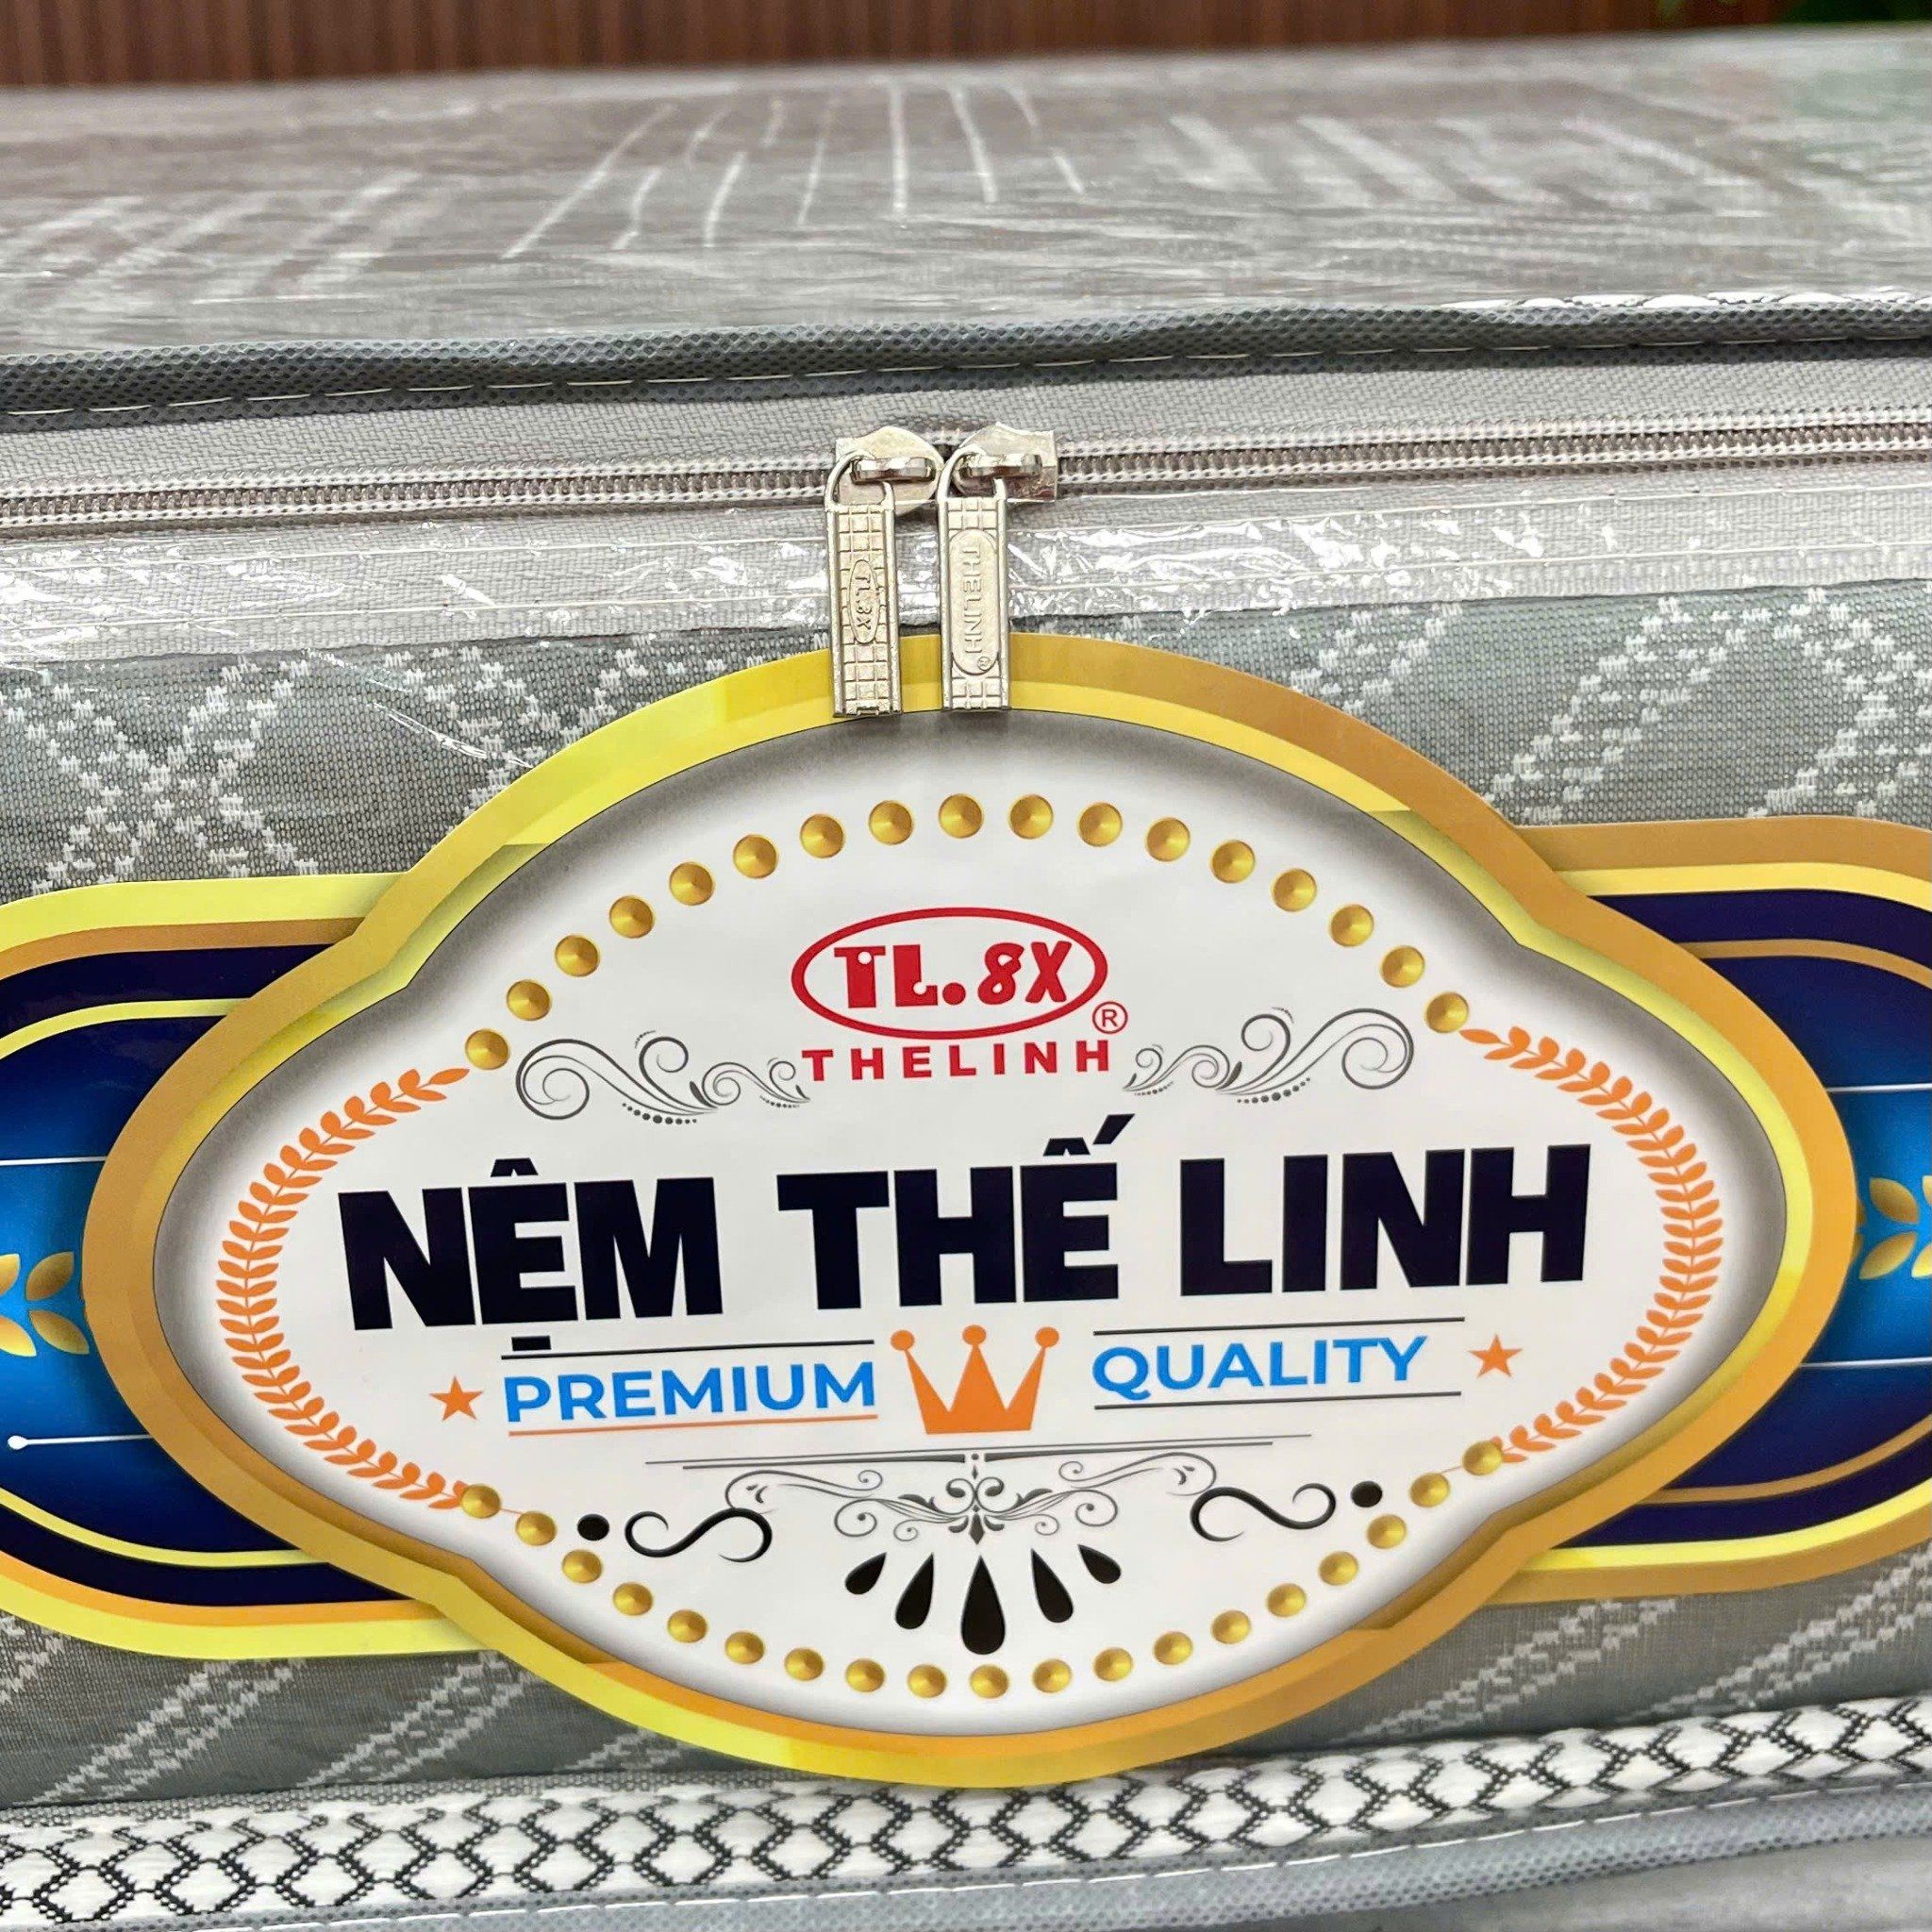 TL.8X
THELINH®
TL.8X®
THELINH
NỆM THẾ LINH
PREMIUM QUALITY